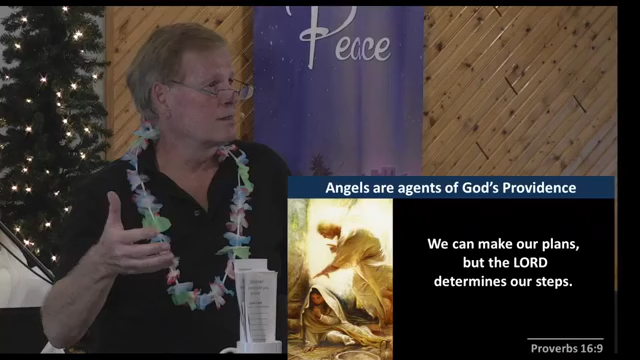 Peace
Angels are agents of God's Providence
We can make our plans,
but the LORD
determines our steps.
Proverbs 16:9